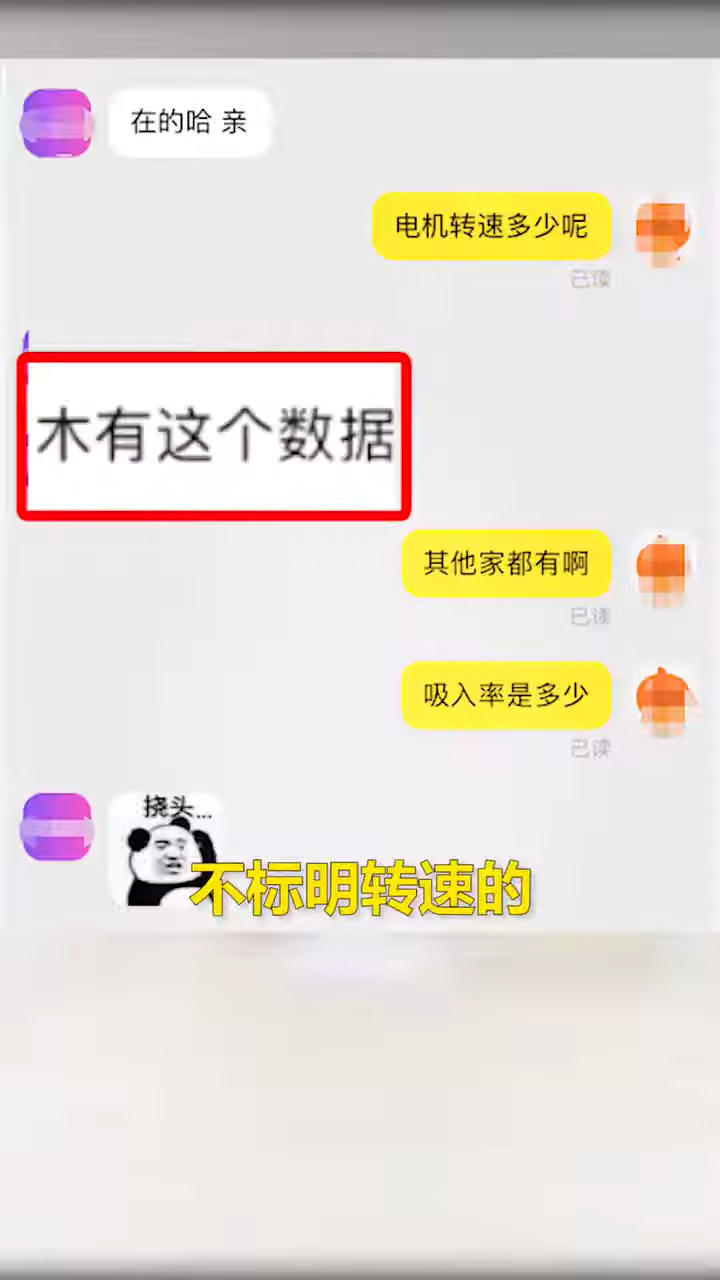 在的哈 亲
电机转速多少呢
已读
木有这个数据
其他家都有啊
已读
吸入率是多少
已读
挠头...
不标明转速的